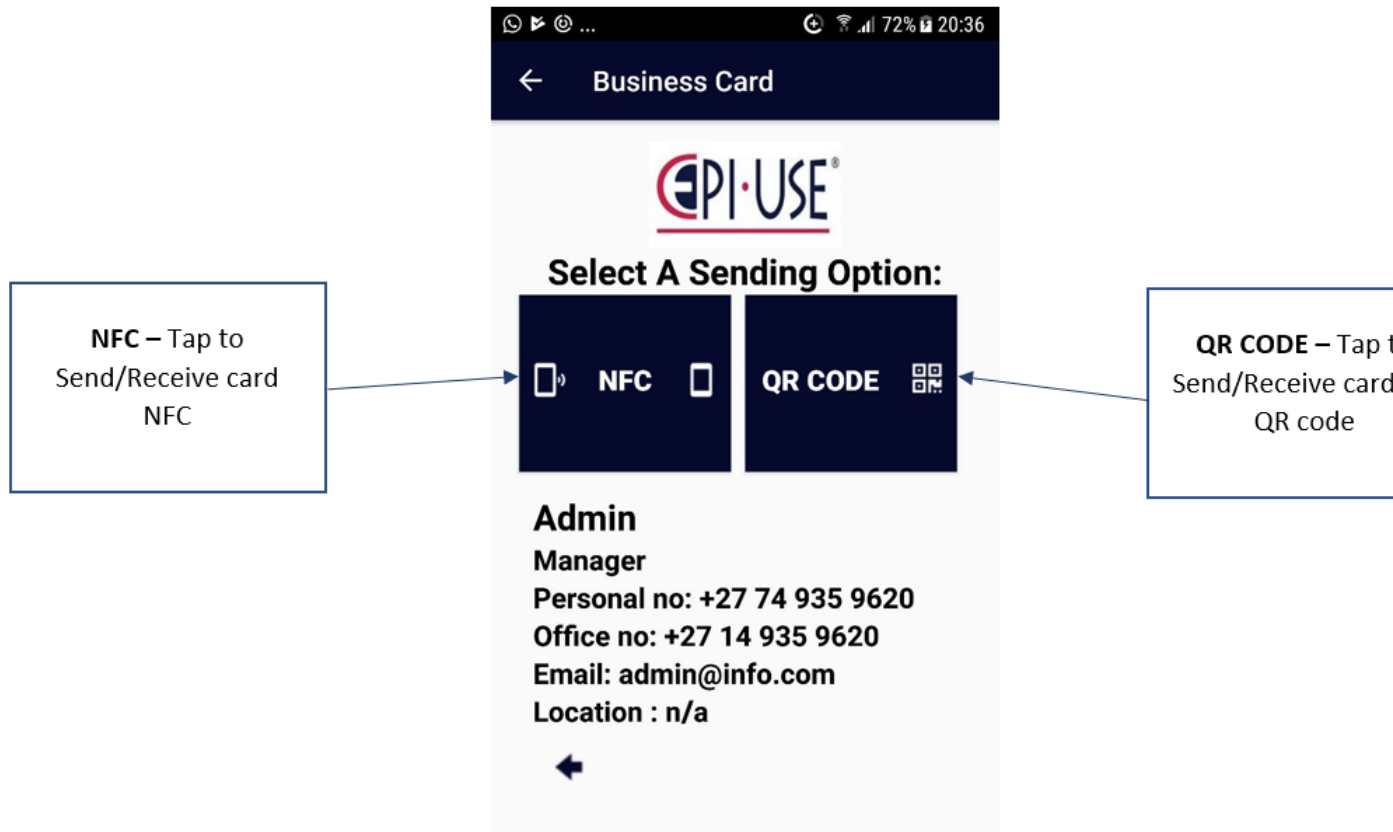 ... 72% 20:36
Business Card
EPI·USE®
Select A Sending Option:
NFC – Tap to
Send/Receive card
NFC
NFC
QR CODE
QR CODE – Tap t
Send/Receive card
QR code
Admin
Manager
Personal no: +27 74 935 9620
Office no: +27 14 935 9620
Email: admin@info.com
Location : n/a